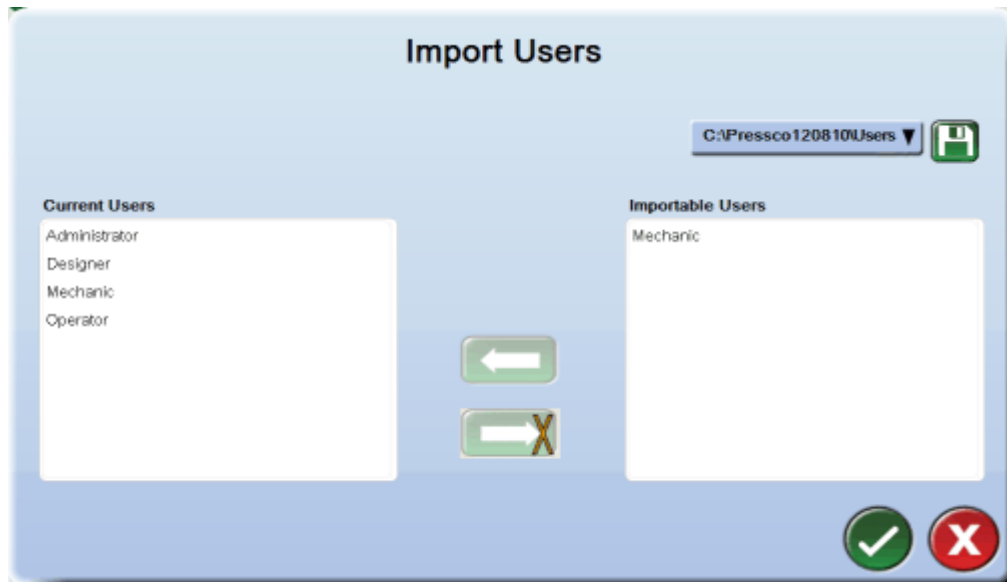 Import Users
C:\Pressco120810\Users
Current Users
Administrator
Designer
Mechanic
Operator
Importable Users
Mechanic